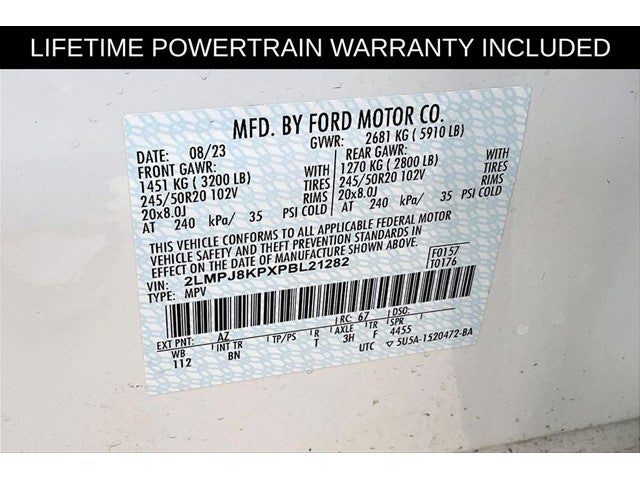 LIFETIME POWERTRAIN WARRANTY INCLUDED
MFD. BY FORD MOTOR CO.
DATE: 08/23 GVWR: 2681 KG ( 5910 LB)
FRONT GAWR: REAR GAWR:
1451 KG ( 3200 LB) WITH 1270 KG ( 2800 LB) WITH
245/50R20 102V TIRES 245/50R20 102V TIRES
20x8.0J RIMS 20x8.0J RIMS
AT 240 kPa/ 35 PSI COLD AT 240 kPa/ 35 PSI COLD
THIS VEHICLE CONFORMS TO ALL APPLICABLE FEDERAL MOTOR
VEHICLE SAFETY AND THEFT PREVENTION STANDARDS IN
EFFECT ON THE DATE OF MANUFACTURE SHOWN ABOVE.
VIN: 2LMPJ8KPXPBL21282 F0157
TYPE: MPV T0176
EXT PNT: AZ RC: 67 DSO:
WB INT TR TP/PS R AXLE TR SPR
112 BN T 3H F 4455
UTC 5U5A-1520472-BA